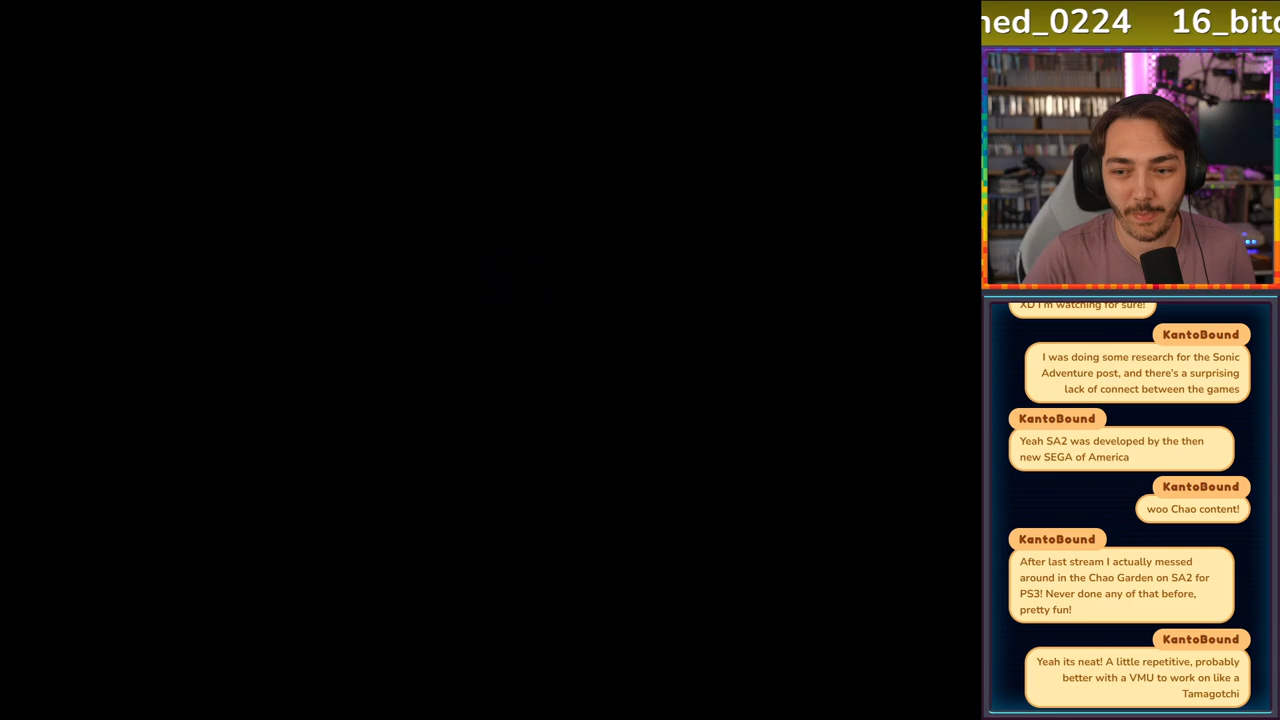 ned_0224 16_bit
XD I'm watching for sure!
KantoBound
I was doing some research for the Sonic
Adventure post, and there's a surprising
lack of connect between the games
KantoBound
Yeah SA2 was developed by the then
new SEGA of America
KantoBound
woo Chao content!
KantoBound
After last stream I actually messed
around in the Chao Garden on SA2 for
PS3! Never done any of that before,
pretty fun!
KantoBound
Yeah its neat! A little repetitive, probably
better with a VMU to work on like a
Tamagotchi